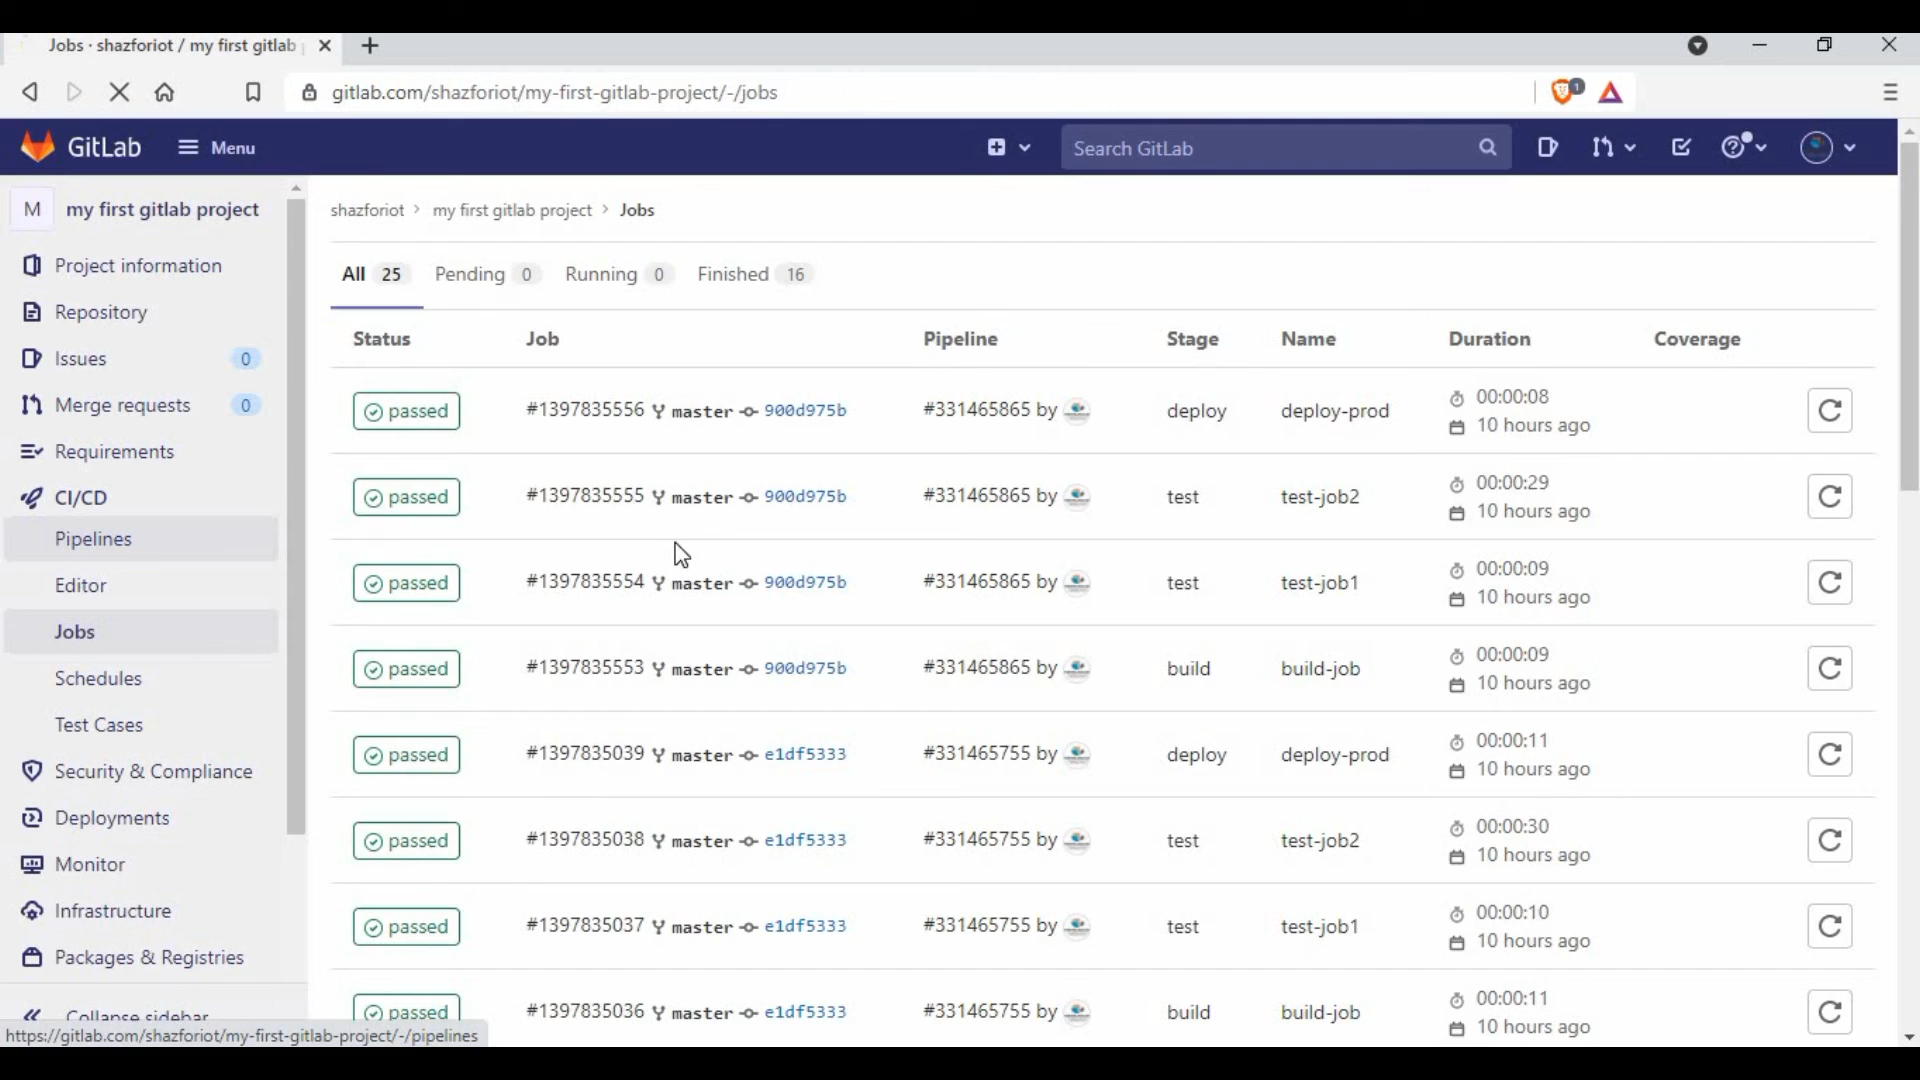 Jobs · shazforiot / my first gitlab
gitlab.com/shazforiot/my-first-gitlab-project/-/jobs
1
GitLab
Menu
Search GitLab
M
my first gitlab project
Project information
Repository
Issues 0
Merge requests 0
Requirements
CI/CD
Pipelines
Editor
Jobs
Schedules
Test Cases
Security & Compliance
Deployments
Monitor
Infrastructure
Packages & Registries
Collapse sidebar
https://gitlab.com/shazforiot/my-first-gitlab-project/-/pipelines
shazforiot > my first gitlab project > Jobs
All 25 Pending 0 Running 0 Finished 16
Status Job Pipeline Stage Name Duration Coverage
passed #1397835556 master 900d975b #331465865 by deploy deploy-prod 00:00:08
10 hours ago
passed #1397835555 master 900d975b #331465865 by test test-job2 00:00:29
10 hours ago
passed #1397835554 master 900d975b #331465865 by test test-job1 00:00:09
10 hours ago
passed #1397835553 master 900d975b #331465865 by build build-job 00:00:09
10 hours ago
passed #1397835039 master e1df5333 #331465755 by deploy deploy-prod 00:00:11
10 hours ago
passed #1397835038 master e1df5333 #331465755 by test test-job2 00:00:30
10 hours ago
passed #1397835037 master e1df5333 #331465755 by test test-job1 00:00:10
10 hours ago
passed #1397835036 master e1df5333 #331465755 by build build-job 00:00:11
10 hours ago